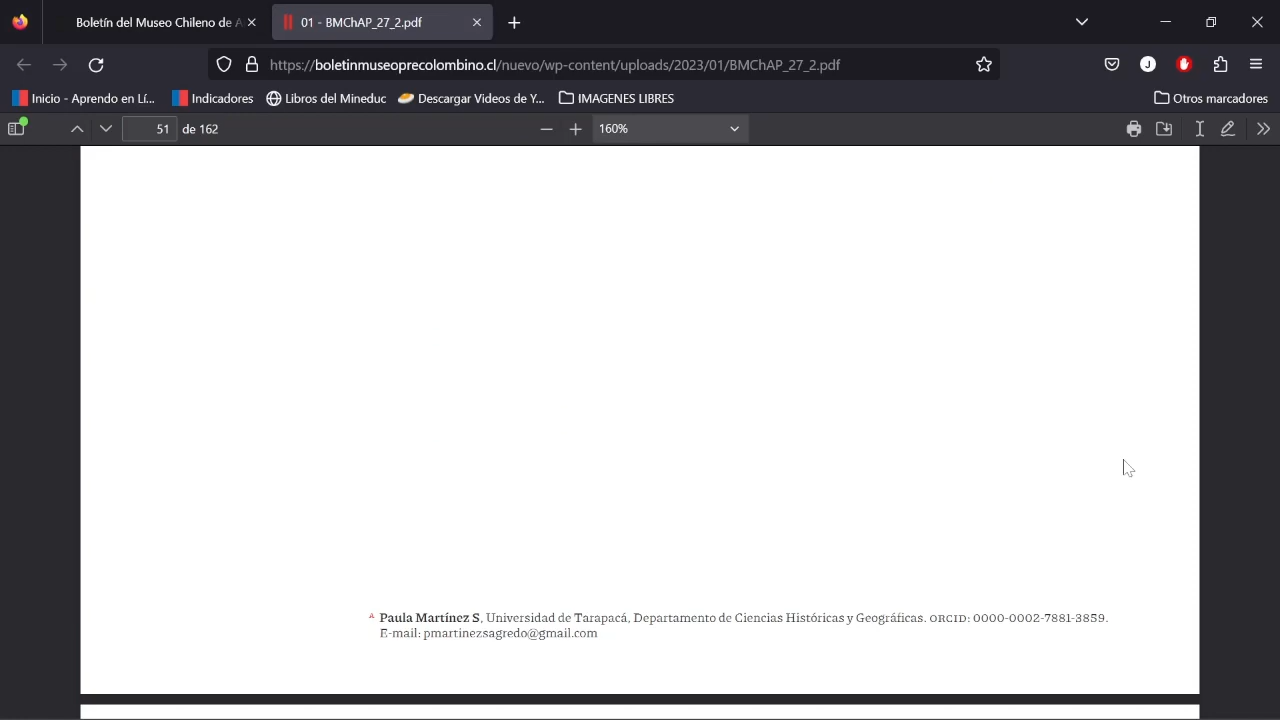 Boletín del Museo Chileno de A
01 - BMChAP_27_2.pdf
https://boletinmuseoprecolombino.cl/nuevo/wp-content/uploads/2023/01/BMChAP_27_2.pdf
J
Inicio - Aprendo en Lí...
Indicadores
Libros del Mineduc
Descargar Videos de Y...
IMAGENES LIBRES
Otros marcadores
51 de 162
160%
A Paula Martínez S, Universidad de Tarapacá, Departamento de Ciencias Históricas y Geográficas. ORCID: 0000-0002-7881-3859.
E-mail: pmartinezsagredo@gmail.com